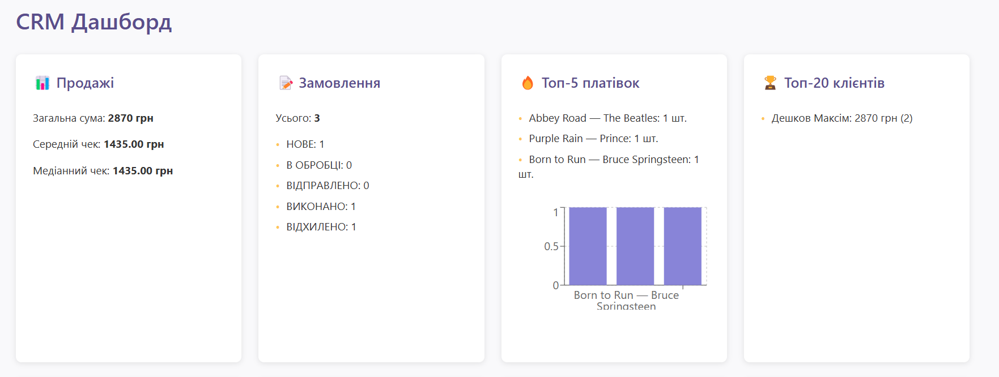 CRM Дашборд
Продажі
Загальна сума: 2870 грн
Середній чек: 1435.00 грн
Медіанний чек: 1435.00 грн
Замовлення
Усього: 3
НОВЕ: 1
В ОБРОБЦІ: 0
ВІДПРАВЛЕНО: 0
ВИКОНАНО: 1
ВІДХИЛЕНО: 1
Топ-5 платівок
Abbey Road — The Beatles: 1 шт.
Purple Rain — Prince: 1 шт.
Born to Run — Bruce Springsteen: 1
шт.
1
0.5
0
Born to Run — Bruce
Springsteen
Топ-20 клієнтів
Дешков Максім: 2870 грн (2)